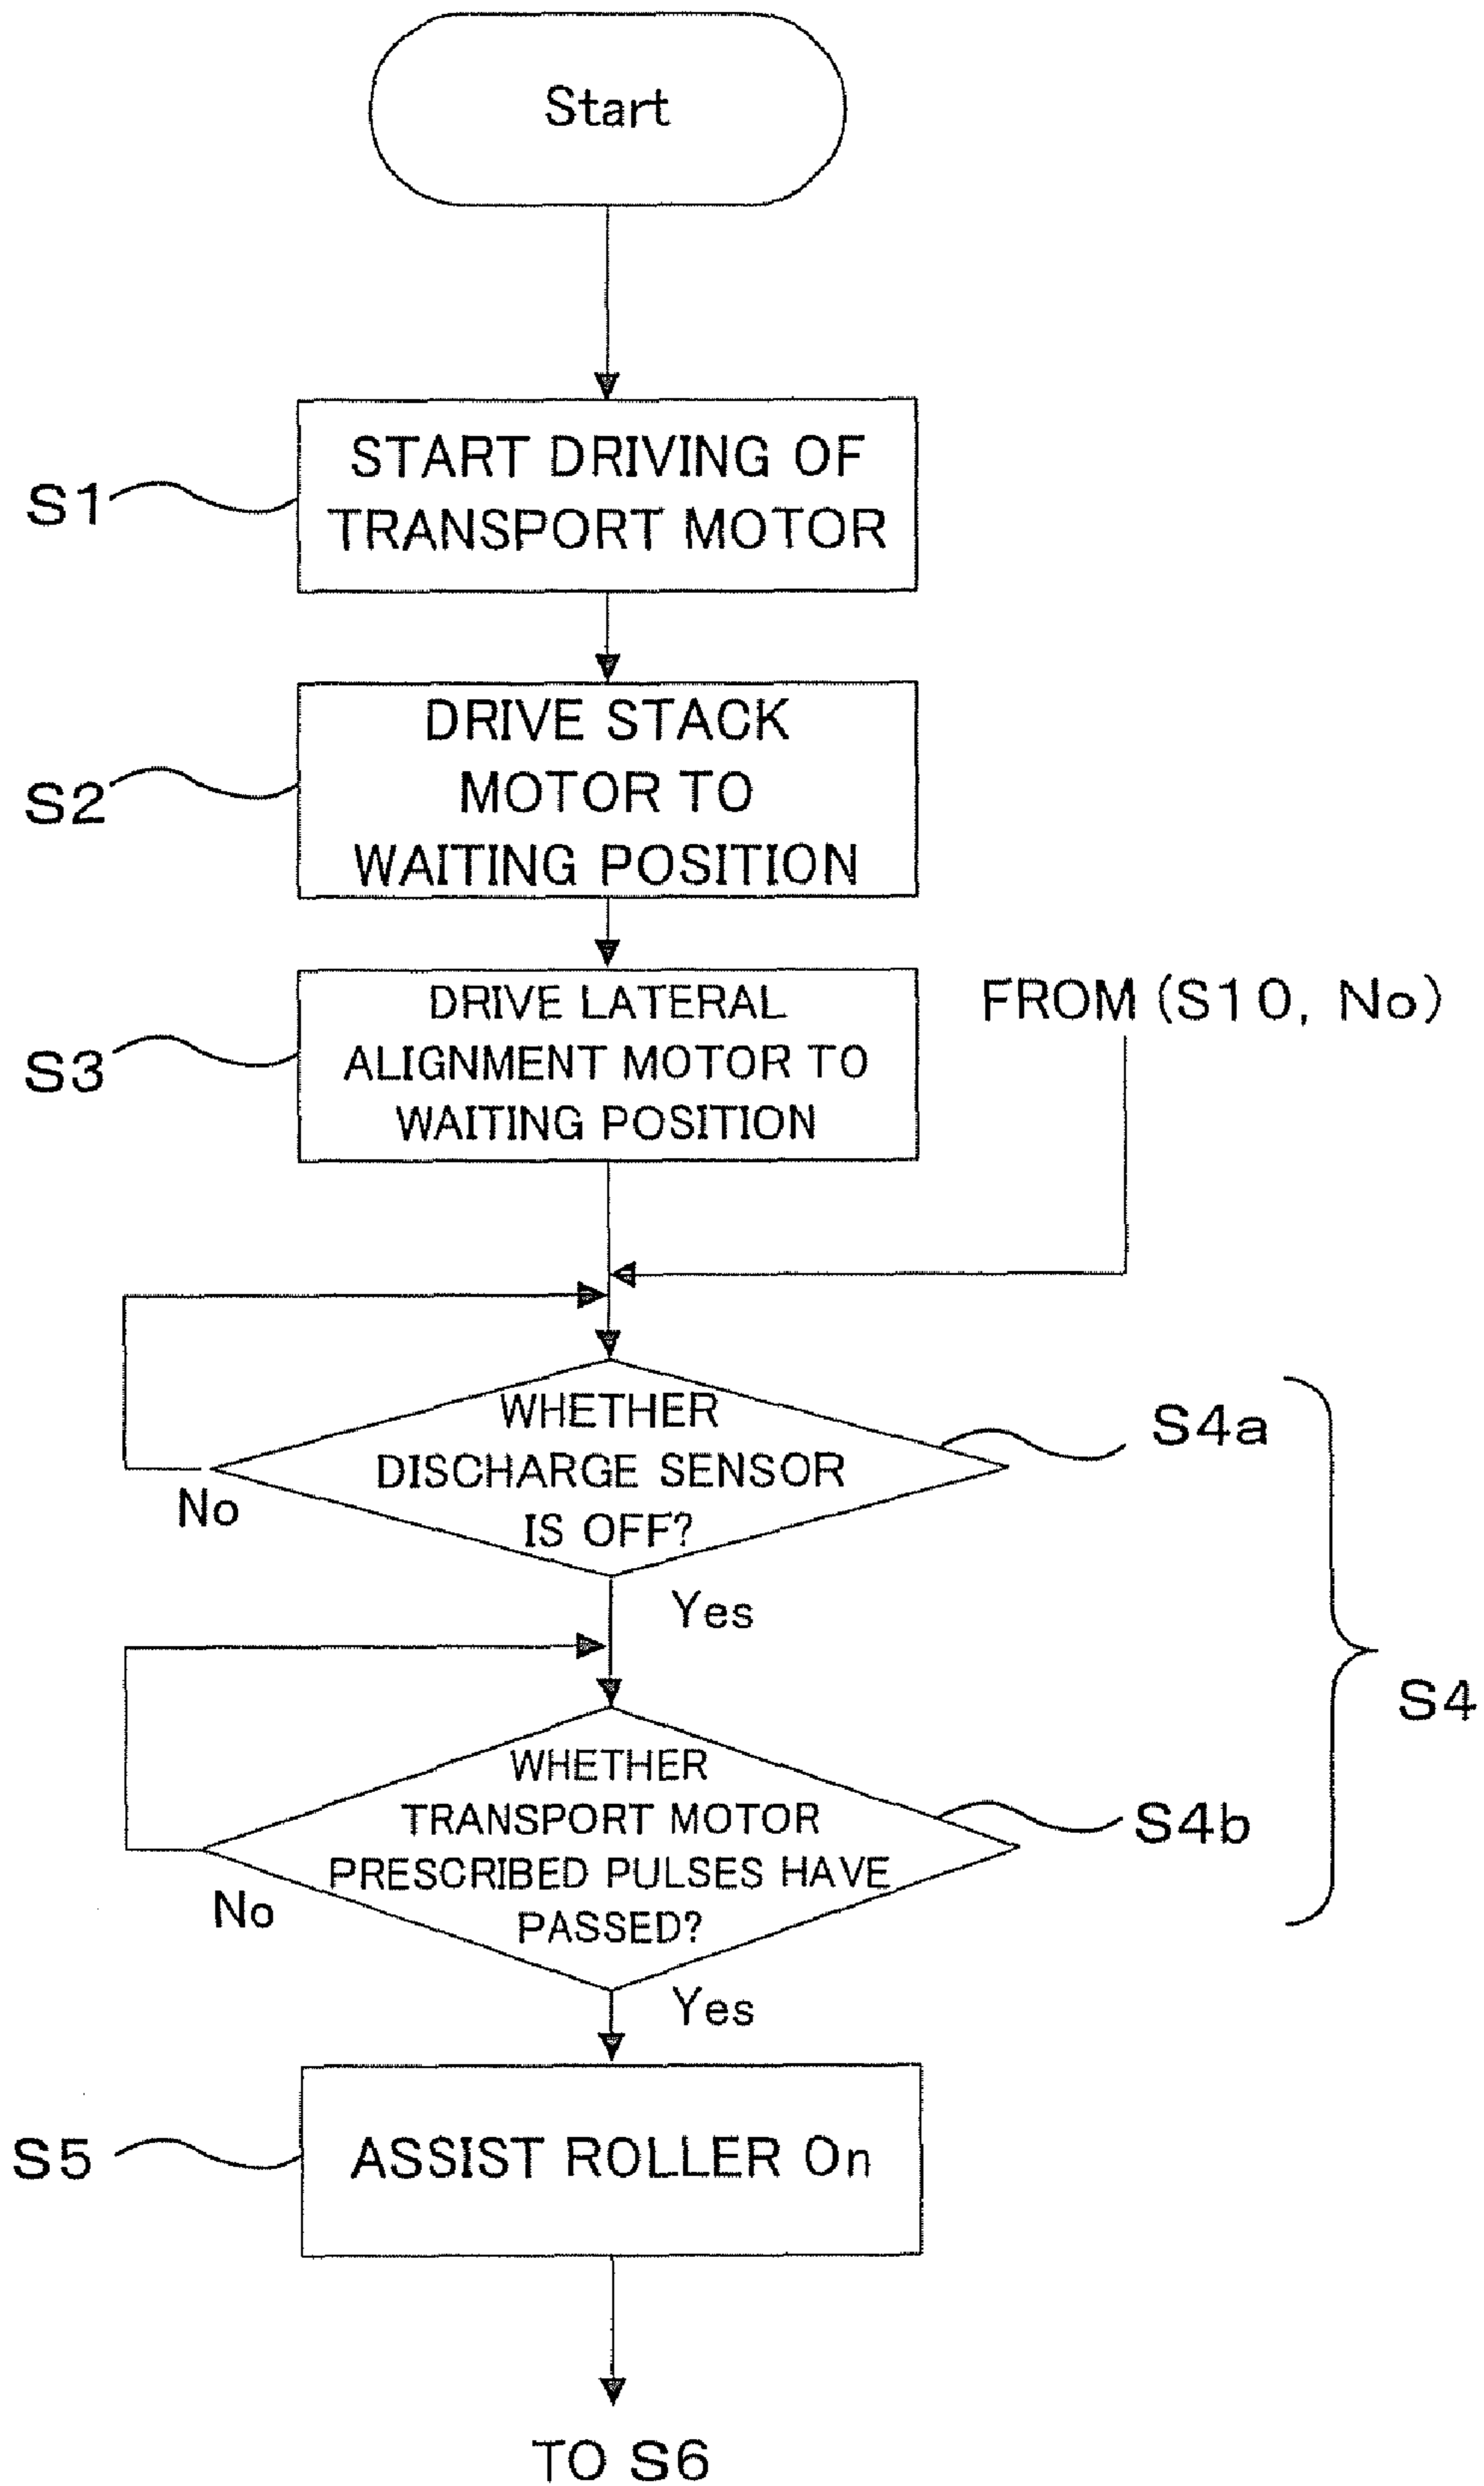 Start
S1
START DRIVING OF
TRANSPORT MOTOR
S2
DRIVE STACK
MOTOR TO
WAITING POSITION
S3
DRIVE LATERAL
ALIGNMENT MOTOR TO
WAITING POSITION
FROM (S10, No)
WHETHER
DISCHARGE SENSOR
IS OFF?
S4a
No
Yes
S4
WHETHER
TRANSPORT MOTOR
PRESCRIBED PULSES HAVE
PASSED?
S4b
No
Yes
S5
ASSIST ROLLER On
TO S6